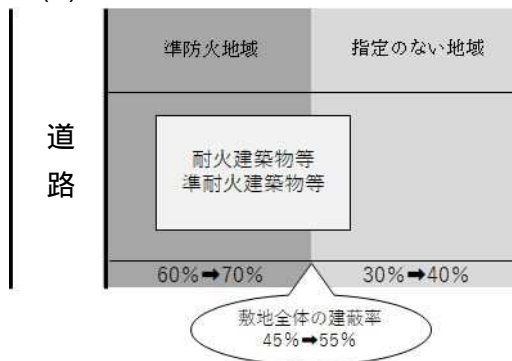 準防火地域
指定のない地域
道路
耐火建築物等
準耐火建築物等
60%➡70%
30%➡40%
敷地全体の建蔽率
45%➡55%